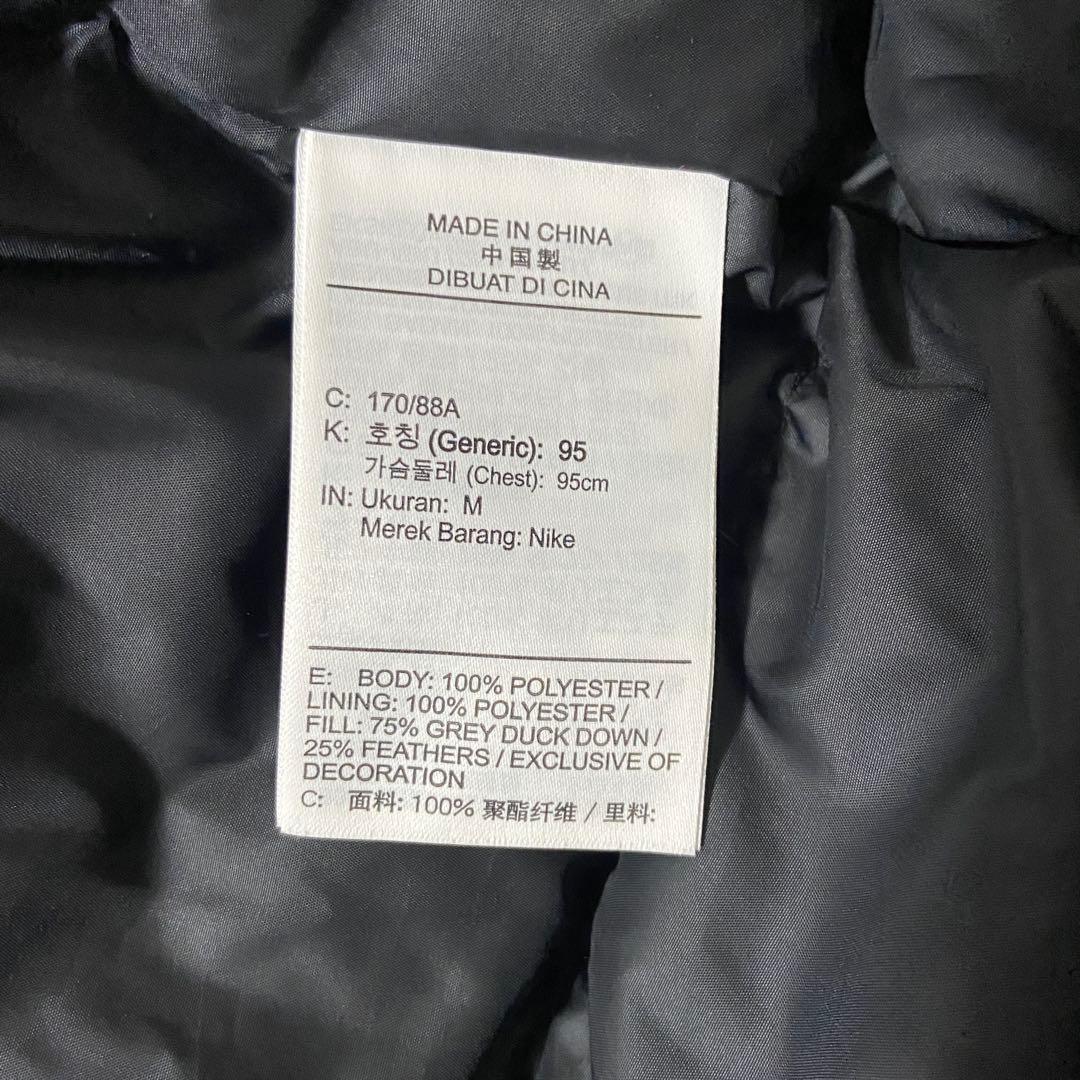 MADE IN CHINA
中国製
DIBUAT DI CINA
C: 170/88A
K: 호칭 (Generic): 95
가슴둘레 (Chest): 95cm
IN: Ukuran: M
Merek Barang: Nike
E: BODY: 100% POLYESTER /
LINING: 100% POLYESTER /
FILL: 75% GREY DUCK DOWN /
25% FEATHERS / EXCLUSIVE OF
DECORATION
C: 面料: 100% 聚酯纤维 / 里料: